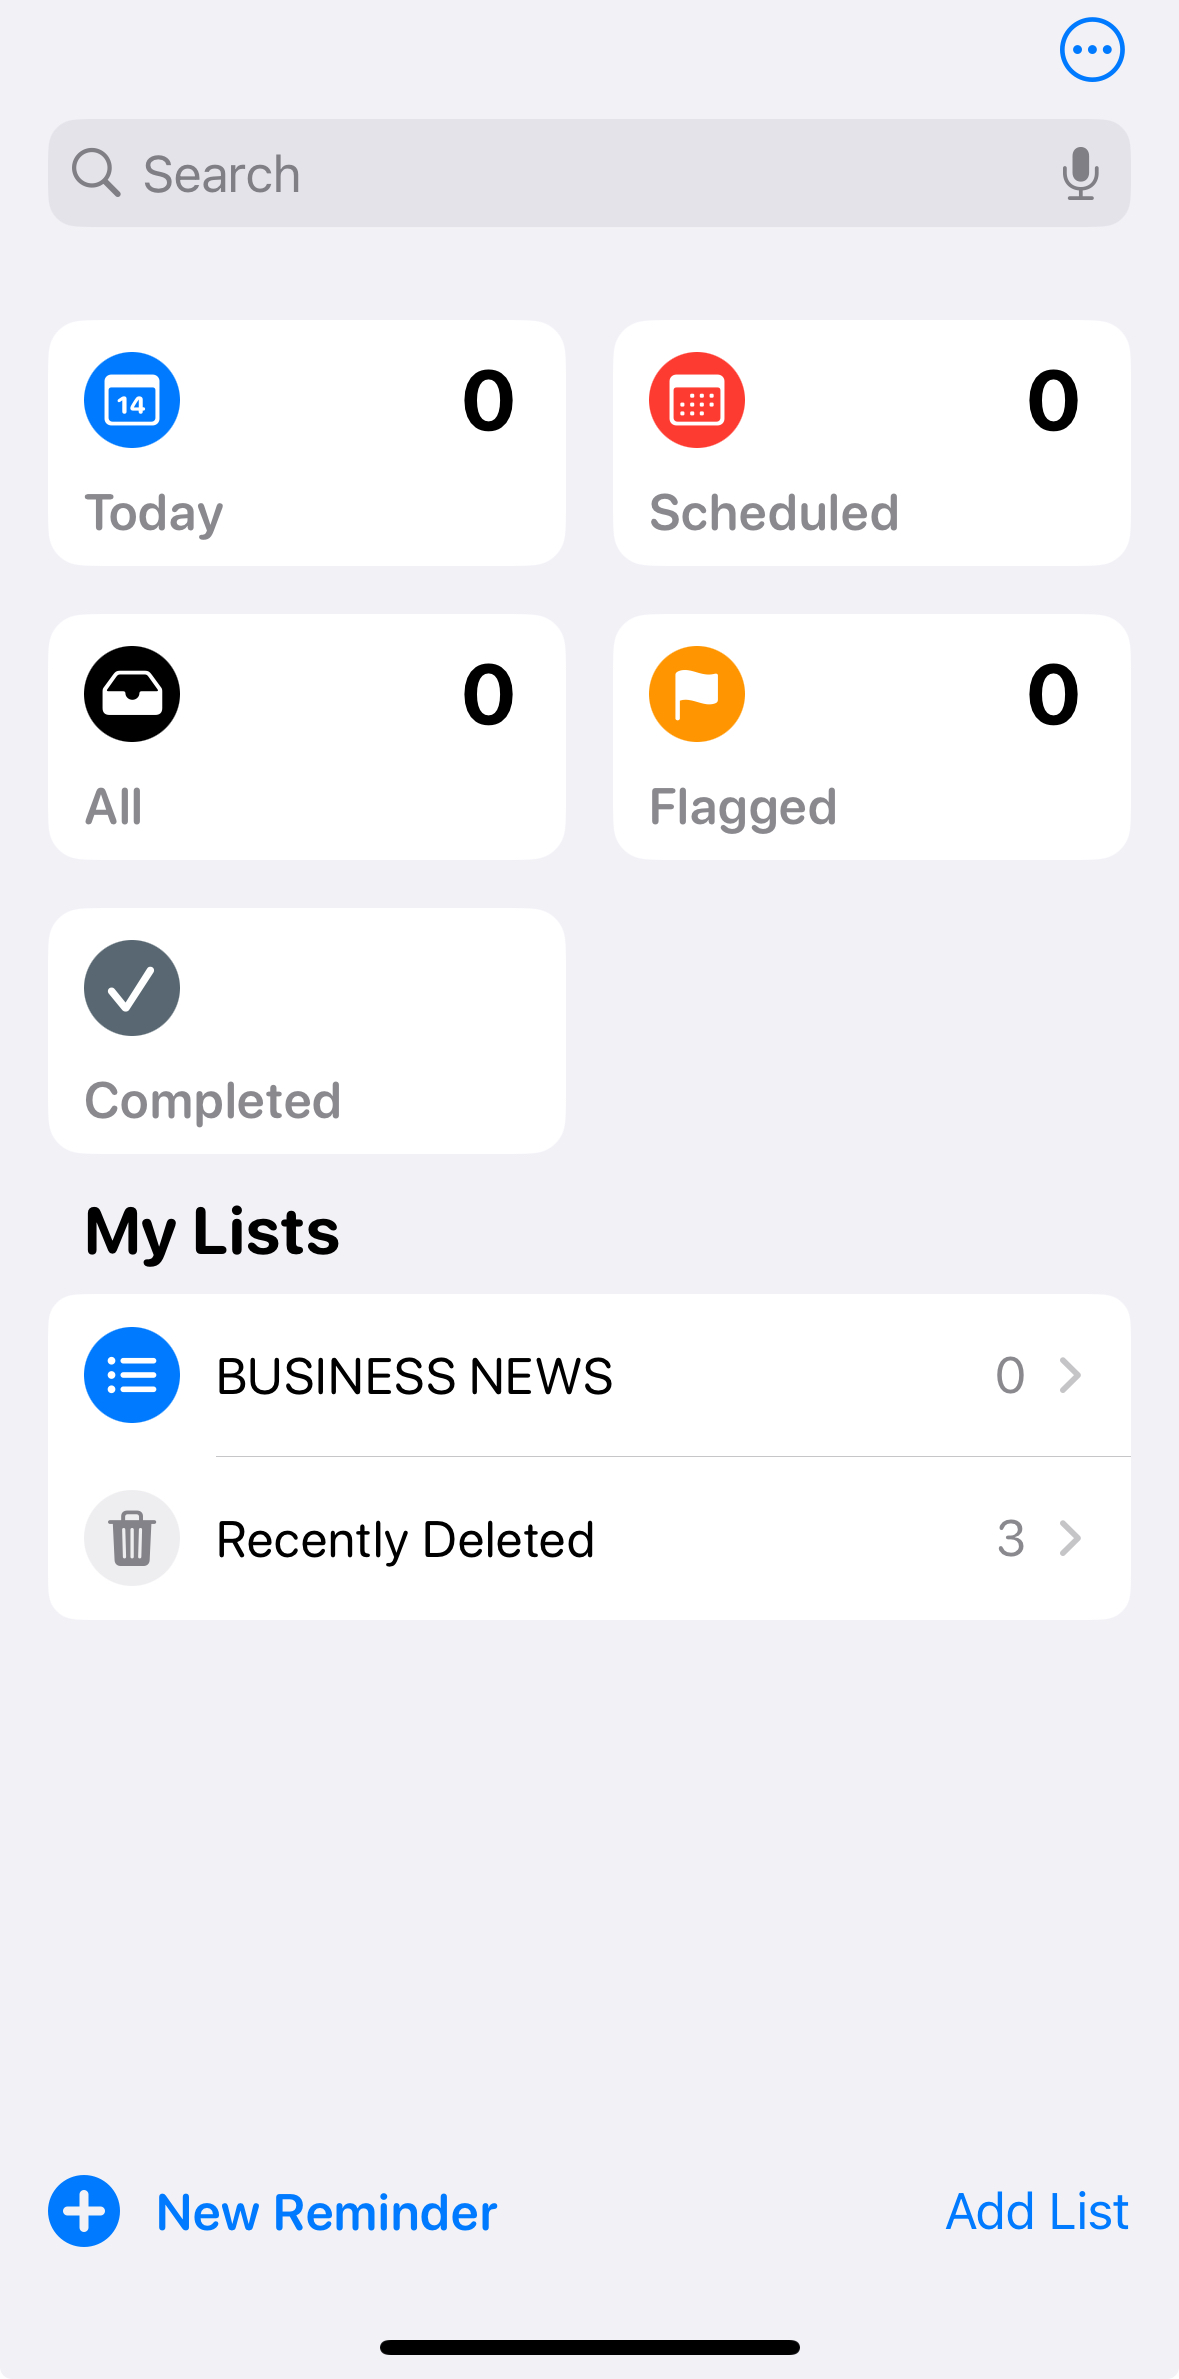 Search
14
0
Today
0
Scheduled
0
All
0
Flagged
Completed
My Lists
BUSINESS NEWS 0
Recently Deleted 3
New Reminder
Add List